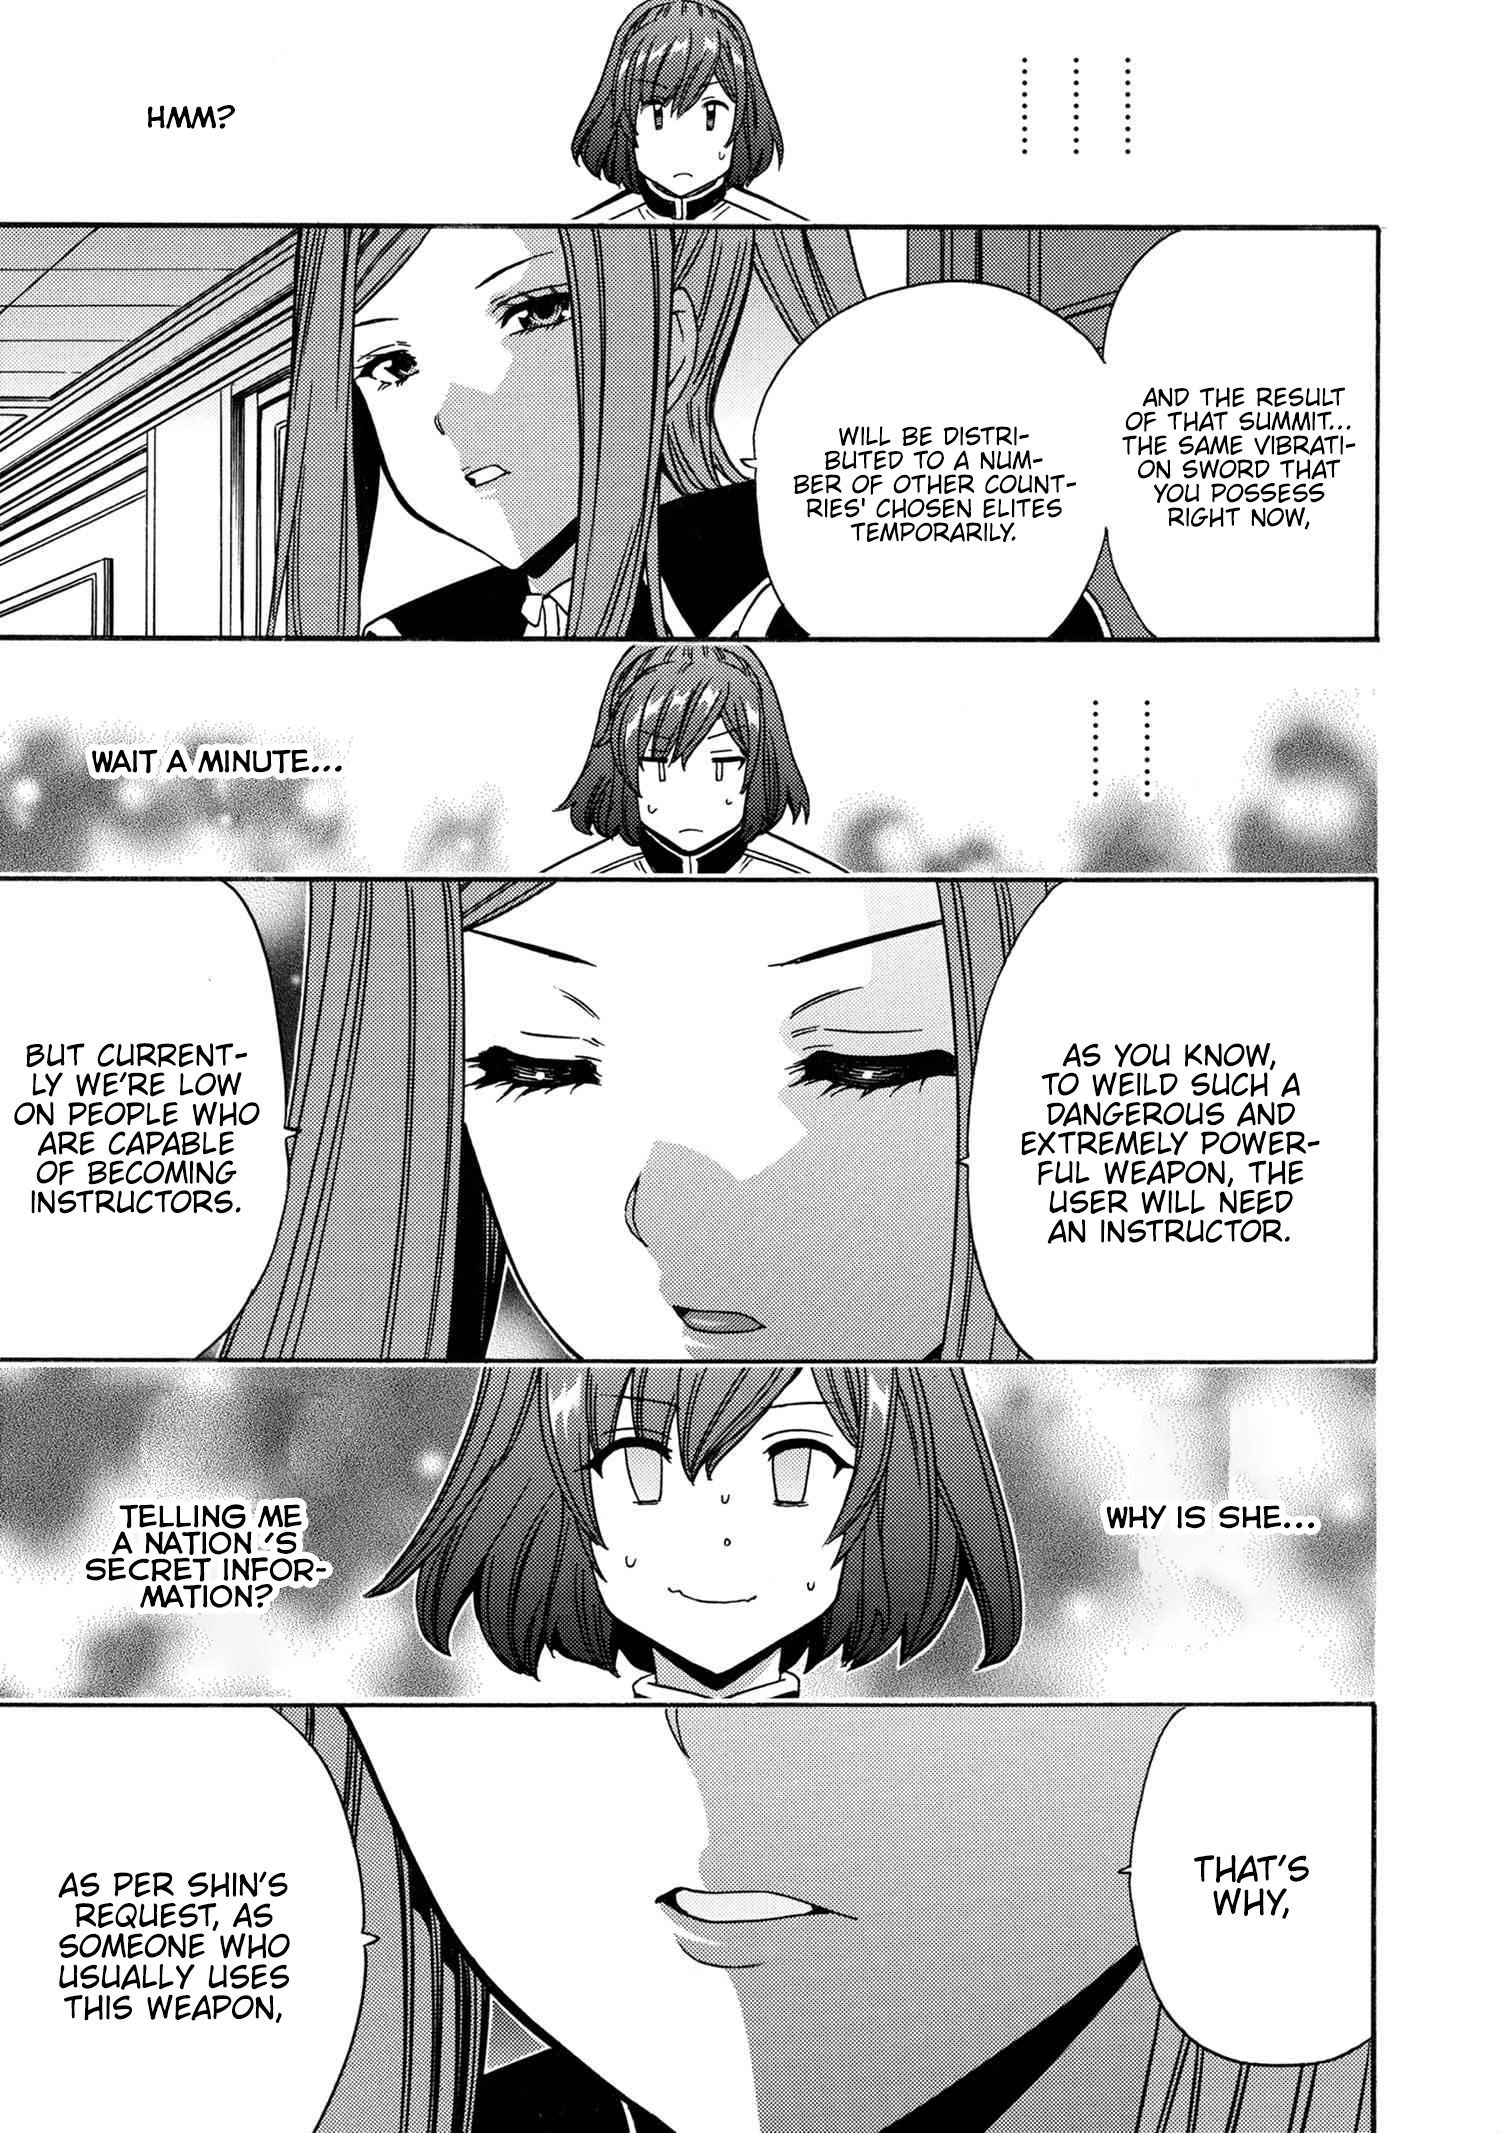 HMM?
AND THE RESULT
OF THAT SUMMIT...
THE SAME VIBRATI-
ON SWORD THAT
YOU POSSESS
RIGHT NOW,
WILL BE DISTRI-
BUTED TO A NUM-
BER OF OTHER COUNT-
RIES' CHOSEN ELITES
TEMPORARILY.
WAIT A MINUTE...
AS YOU KNOW,
TO WEILD SUCH A
DANGEROUS AND
EXTREMELY POWER-
FUL WEAPON, THE
USER WILL NEED
AN INSTRUCTOR.
BUT CURRENT-
LY WE'RE LOW
ON PEOPLE WHO
ARE CAPABLE
OF BECOMING
INSTRUCTORS.
WHY IS SHE...
TELLING ME
A NATION 'S
SECRET INFOR-
MATION?
THAT'S
WHY,
AS PER SHIN'S
REQUEST, AS
SOMEONE WHO
USUALLY USES
THIS WEAPON,